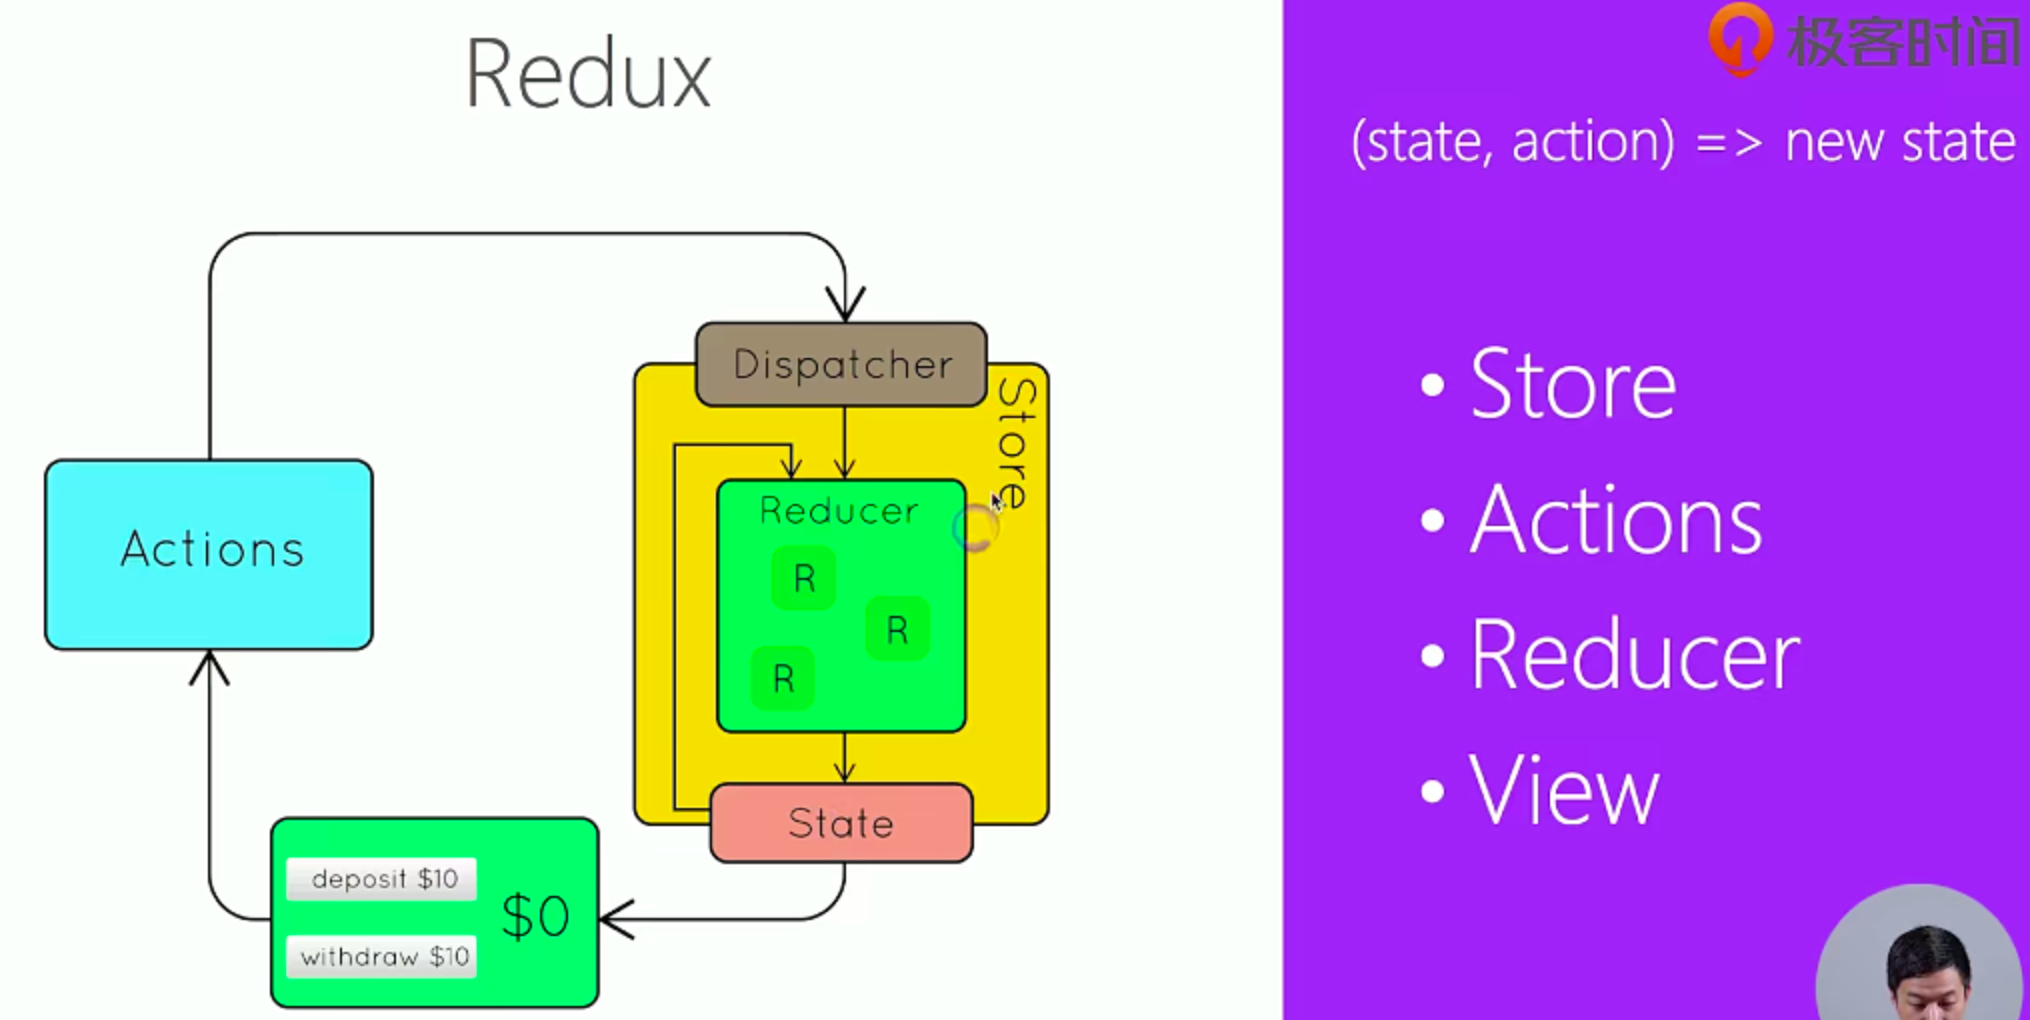 Redux
极客时间
(state, action) => new state
Dispatcher
Store
Reducer
R
R
R
State
Actions
deposit $10
$0
withdraw $10
• Store
• Actions
• Reducer
• View